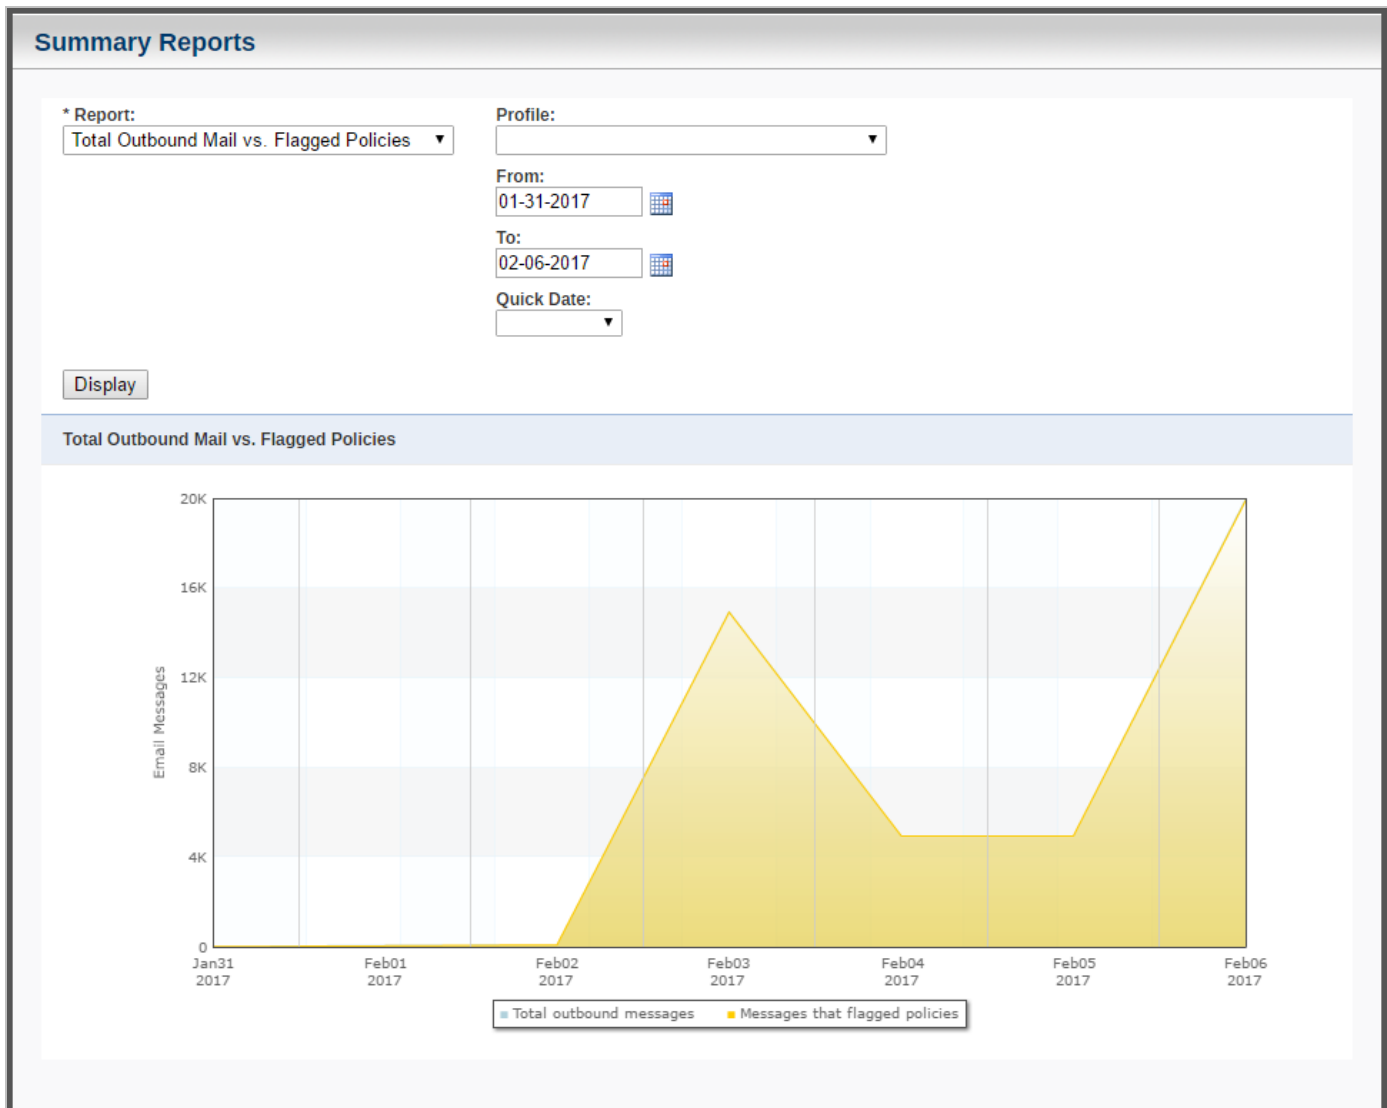 Summary Reports
* Report:
Total Outbound Mail vs. Flagged Policies
Profile:
From:
01-31-2017
To:
02-06-2017
Quick Date:
Display
Total Outbound Mail vs. Flagged Policies
20K
16K
12K
8K
4K
0
Email Messages
Jan31 2017
Feb01 2017
Feb02 2017
Feb03 2017
Feb04 2017
Feb05 2017
Feb06 2017
Total outbound messages
Messages that flagged policies